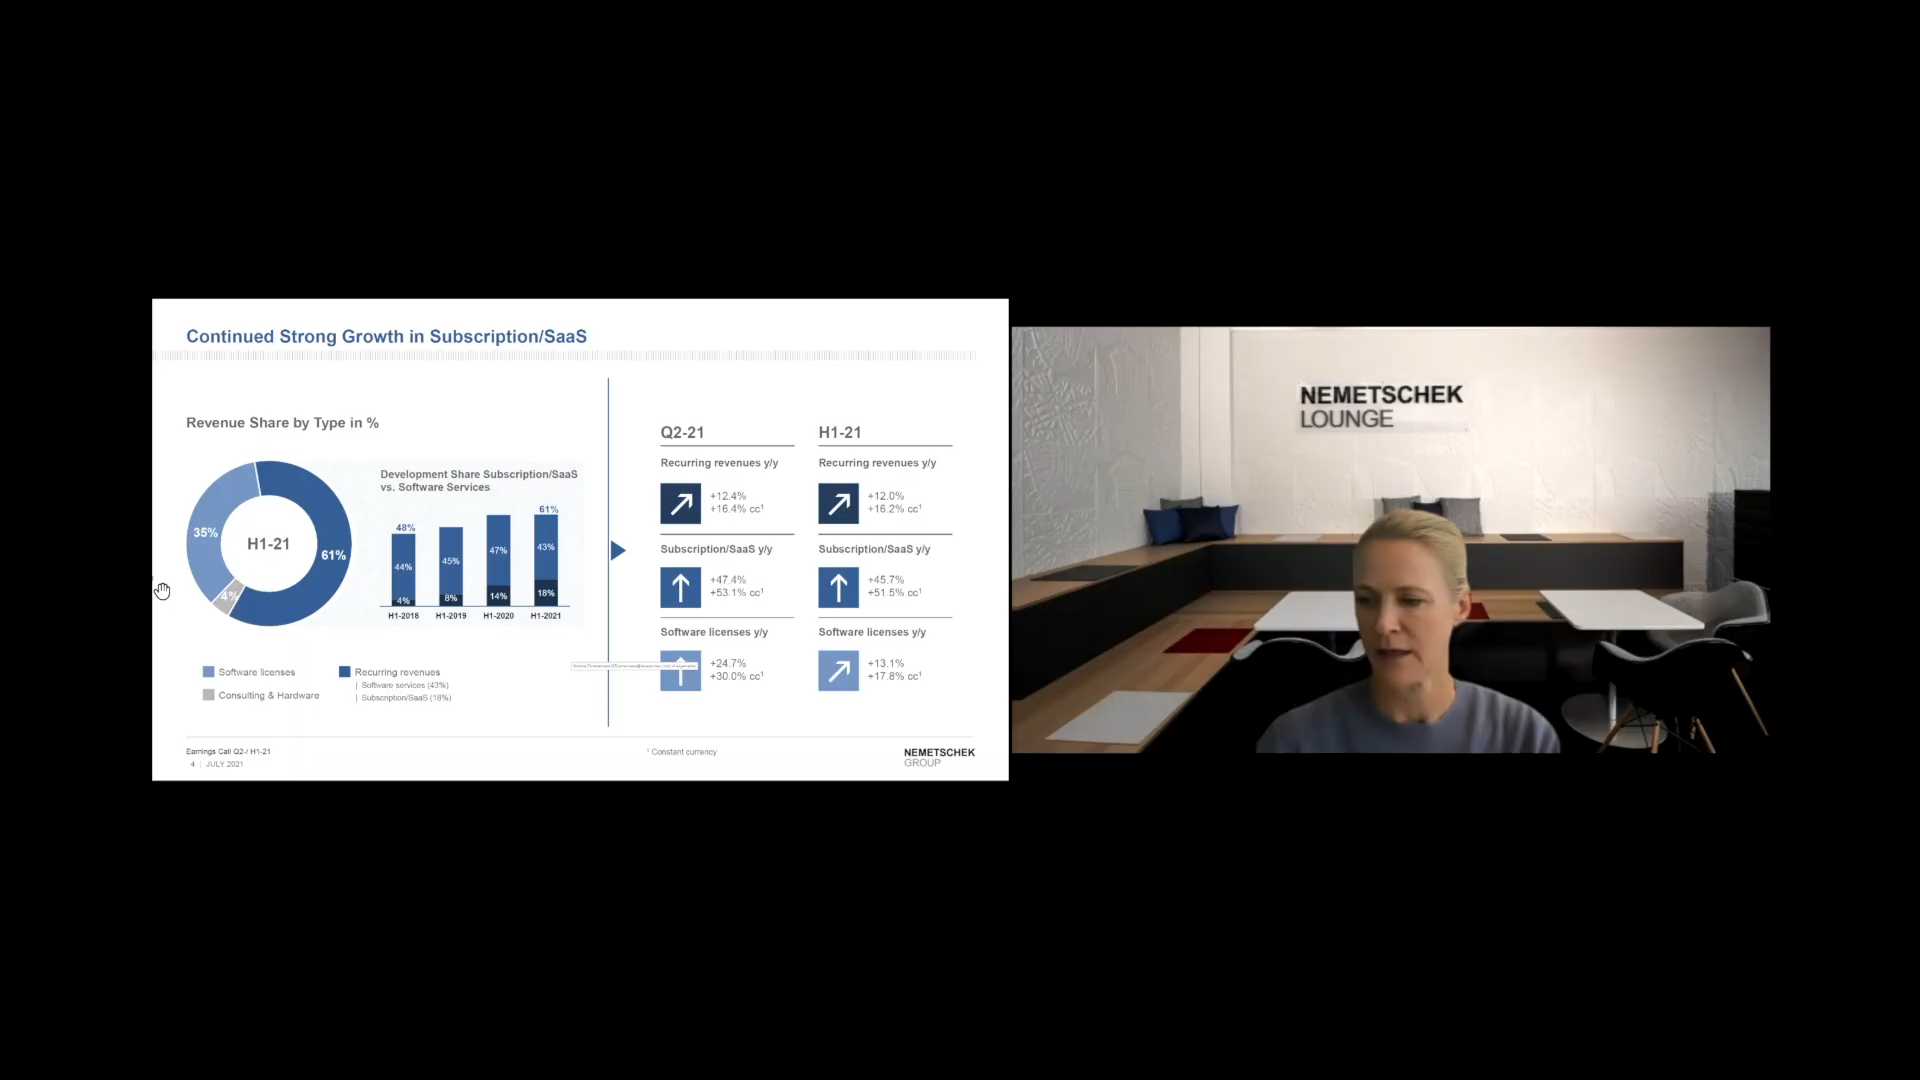 Continued Strong Growth in Subscription/SaaS
Revenue Share by Type in %
35%
H1-21
61%
4%
Development Share Subscription/SaaS
vs. Software Services
48%
61%
44%
45%
47%
43%
4%
8%
14%
18%
H1-2018
H1-2019
H1-2020
H1-2021
Software licenses
Consulting & Hardware
Recurring revenues
| Software services (43%)
| Subscription/SaaS (18%)
Q2-21
Recurring revenues y/y
+12.4%
+16.4% cc¹
Subscription/SaaS y/y
+47.4%
+53.1% cc¹
Software licenses y/y
+24.7%
+30.0% cc¹
H1-21
Recurring revenues y/y
+12.0%
+16.2% cc¹
Subscription/SaaS y/y
+45.7%
+51.5% cc¹
Software licenses y/y
+13.1%
+17.8% cc¹
Earnings Call Q2-/ H1-21
4 | JULY 2021
¹ Constant currency
NEMETSCHEK
GROUP
NEMETSCHEK
LOUNGE